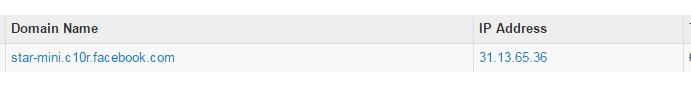 Domain Name IP Address
star-mini.c10r.facebook.com 31.13.65.36